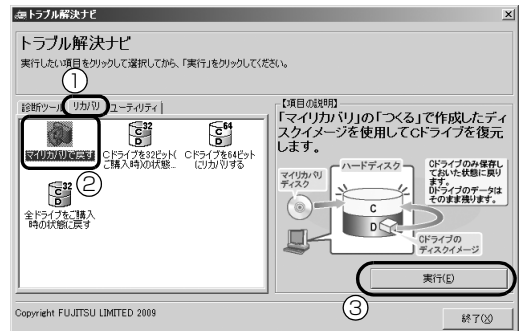 トラブル解決ナビ
トラブル解決ナビ
実行したい項目をクリックして選択してから、「実行」をクリックしてください。
①
診断ツール
リカバリ
ユーティリティ
マイリカバリで戻す
②
32
C
D
Cドライブを32ビット(
ご購入時)の状態...
64
C
D
Cドライブを64ビット
にリカバリする
32
C
D
全ドライブをご購入
時の状態に戻す
【項目の説明】
「マイリカバリ」の「つくる」で作成したディ
スクイメージを使用してCドライブを復元
します。
ハードディスク
マイリカバリ
ディスク
C
D
Cドライブのみ保存し
ておいた状態に戻り
ます。
Dドライブのデータは
そのまま残ります。
Cドライブの
ディスクイメージ
実行(E)
③
Copyright FUJITSU LIMITED 2009
終了(X)